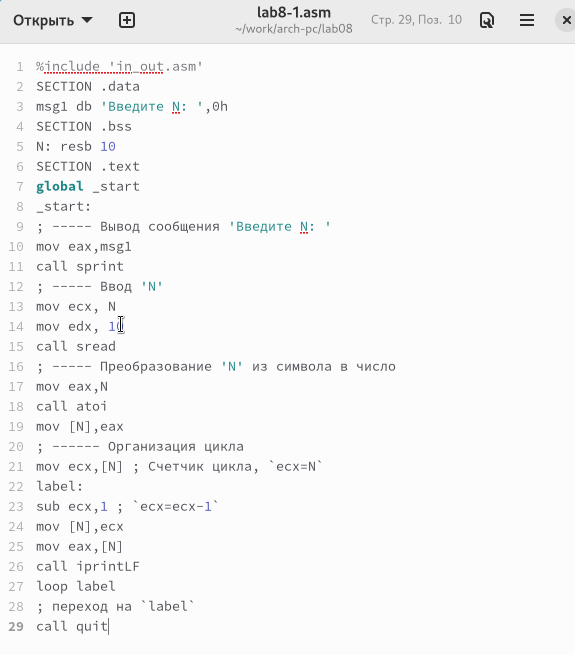 Открыть
lab8-1.asm
~/work/arch-pc/lab08
Стр. 29, Поз. 10
1 %include 'in_out.asm'
2 SECTION .data
3 msg1 db 'Введите N: ',0h
4 SECTION .bss
5 N: resb 10
6 SECTION .text
7 global _start
8 _start:
9 ; ----- Вывод сообщения 'Введите N: '
10 mov eax,msg1
11 call sprint
12 ; ----- Ввод 'N'
13 mov ecx, N
14 mov edx, 10
15 call sread
16 ; ----- Преобразование 'N' из символа в число
17 mov eax,N
18 call atoi
19 mov [N],eax
20 ; ------ Организация цикла
21 mov ecx,[N] ; Счетчик цикла, `ecx=N`
22 label:
23 sub ecx,1 ; `ecx=ecx-1`
24 mov [N],ecx
25 mov eax,[N]
26 call iprintLF
27 loop label
28 ; переход на `label`
29 call quit